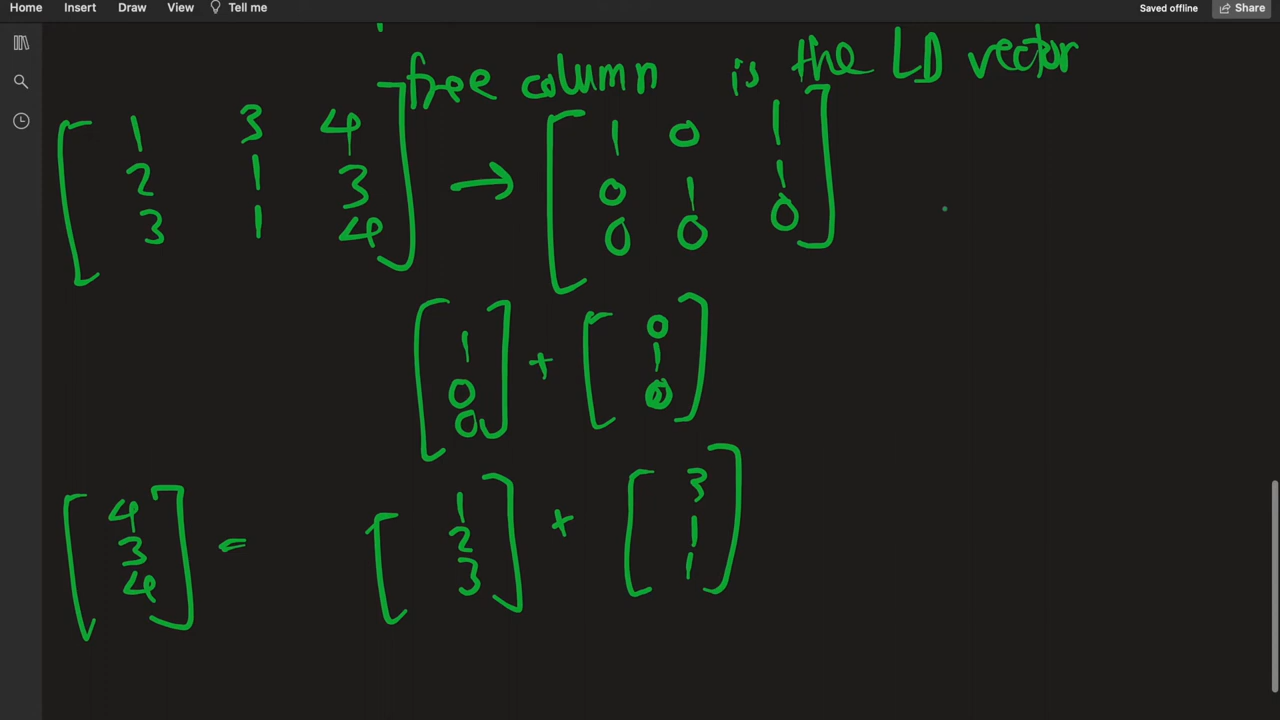 Home Insert Draw View Tell me Saved offline Share
free column is the LD vector
1 3 4 1 0 1
2 1 3 → 0 1 1
3 1 4 0 0 0
1 0
0 + 1
0 0
4 1 3
3 = 2 + 1
4 3 1